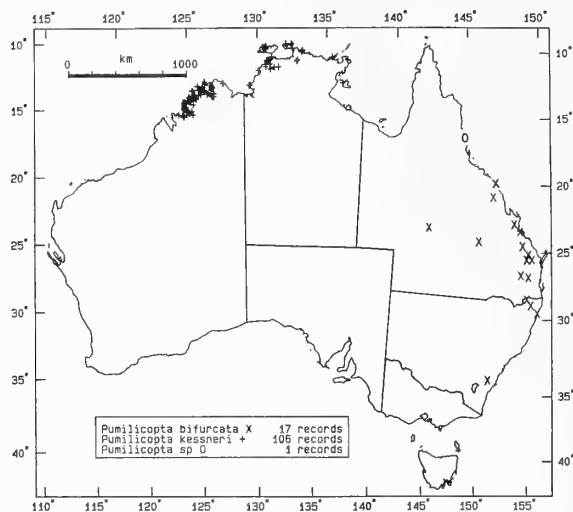 115° 120° 125° 130° 135° 140° 145° 150°
10° 10°
km
0 1000
15° 15°
20° 20°
25° 25°
30° 30°
35° 35°
40° 40°
Pumilicopta bifurcata X 17 records
Pumilicopta kessneri + 106 records
Pumilicopta sp O 1 records
110° 115° 120° 125° 130° 135° 140° 145° 150° 155°